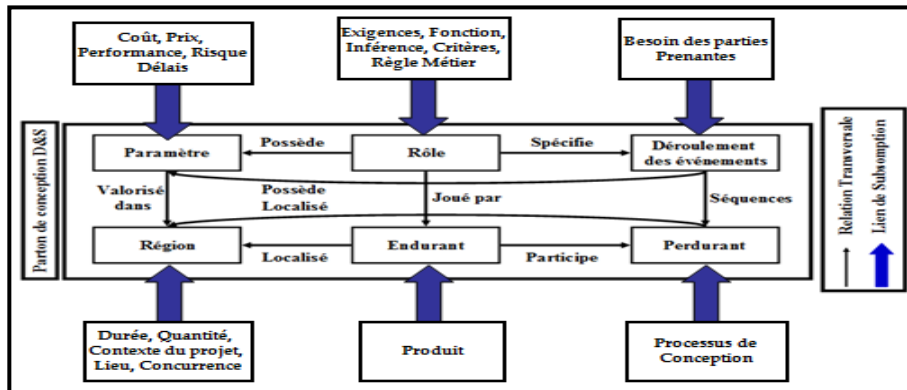 Coût, Prix,
Performance, Risque
Délais
Exigences, Fonction,
Inférence, Critères,
Règle Métier
Besoin des parties
Prenantes
Parton de conception D&S
Paramètre
Possède
Rôle
Spécifie
Déroulement
des événements
Valorisé
dans
Possède
Localisé
Joué par
Séquences
Région
Localisé
Endurant
Participe
Perdurant
Relation Transversale
Lien de Subsomption
Durée, Quantité,
Contexte du projet,
Lieu, Concurrence
Produit
Processus de
Conception